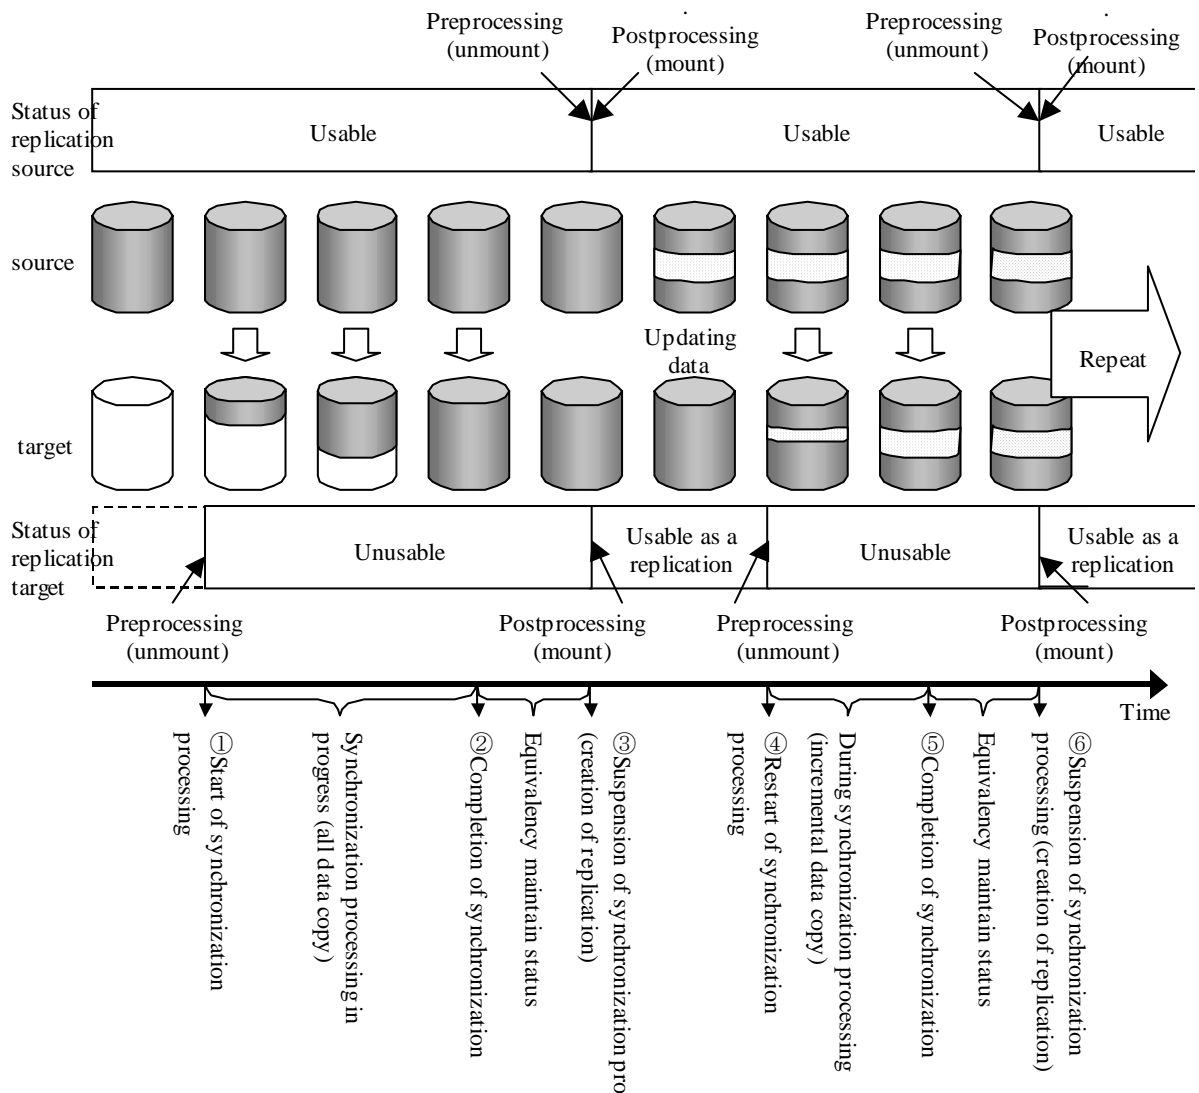 Preprocessing
(unmount)
Postprocessing
(mount)
Preprocessing
(unmount)
Postprocessing
(mount)
Status of
replication
source
Usable
Usable
Usable
source
Updating
data
Repeat
target
Status of
replication
target
Unusable
Usable as a
replication
Unusable
Usable as a
replication
Preprocessing
(unmount)
Postprocessing
(mount)
Preprocessing
(unmount)
Postprocessing
(mount)
Time
①Start of synchronization
processing
Synchronization processing in
progress (all data copy)
②Completion of synchronization
Equivalency maintain status
③Suspension of synchronization pro
(creation of replication)
④Restart of synchronization
processing
During synchronization processing
(incremental data copy)
⑤Completion of synchronization
Equivalency maintain status
⑥Suspension of synchronization
processing (creation of replication)